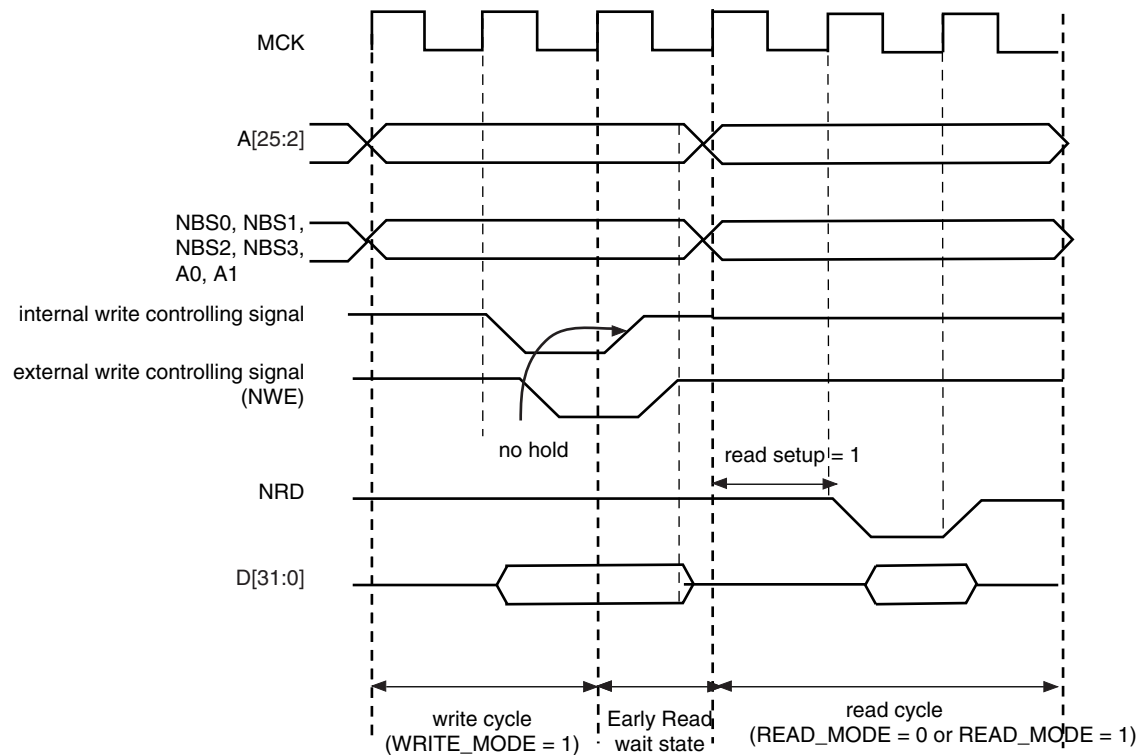 MCK
A[25:2]
NBS0, NBS1,
NBS2, NBS3,
A0, A1
internal write controlling signal
external write controlling signal
(NWE)
no hold
read setup = 1
NRD
D[31:0]
write cycle
(WRITE_MODE = 1)
Early Read
wait state
read cycle
(READ_MODE = 0 or READ_MODE = 1)